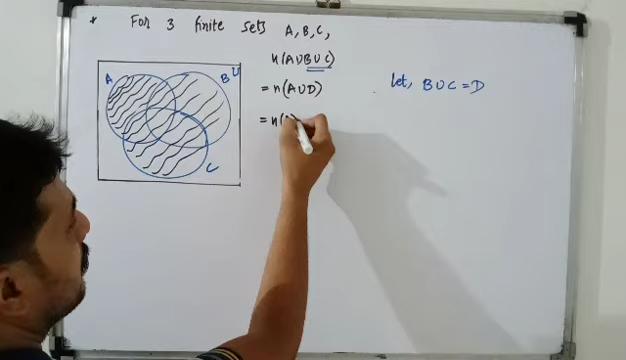 * For 3 finite sets A, B, C,
n(A∪B∪C)
= n(A∪D)
let, B∪C = D
= n(
A
B
U
C